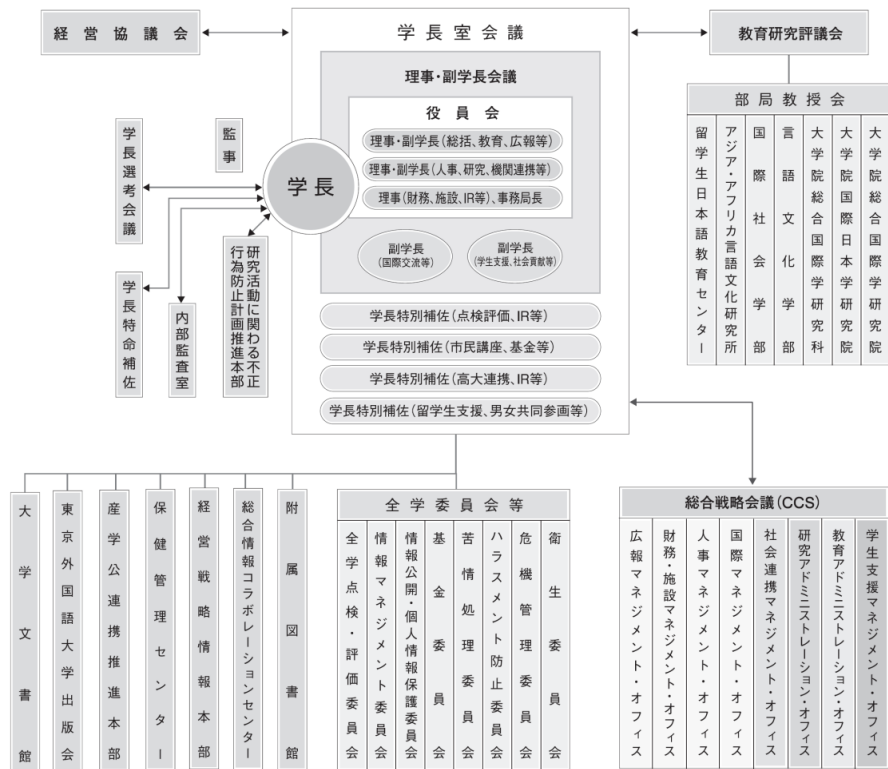 経営協議会
学長室会議
教育研究評議会
理事・副学長会議
役員会
理事・副学長(総括、教育、広報等)
理事・副学長(人事、研究、機関連携等)
理事(財務、施設、IR等)、事務局長
学長
副学長
(国際交流等)
副学長
(学生支援、社会貢献等)
学長特別補佐(点検評価、IR等)
学長特別補佐(市民講座、基金等)
学長特別補佐(高大連携、IR等)
学長特別補佐(留学生支援、男女共同参画等)
監事
学長選考会議
学長特命補佐
内部監査室
研究活動に関わる不正
行為防止計画推進本部
部局教授会
留学生日本語教育センター
アジア・アフリカ言語文化研究所
国際社会学部
言語文化学部
大学院総合国際学研究科
大学院国際日本学研究院
大学院総合国際学研究院
大学文書館
東京外国語大学出版会
産学公連携推進本部
保健管理センター
経営戦略情報本部
総合情報コラボレーションセンター
附属図書館
全学委員会等
全学点検・評価委員会
情報マネジメント委員会
情報公開・個人情報保護委員会
基金委員会
苦情処理委員会
ハラスメント防止委員会
危機管理委員会
衛生委員会
総合戦略会議(CCS)
広報マネジメント・オフィス
財務・施設マネジメント・オフィス
人事マネジメント・オフィス
国際マネジメント・オフィス
社会連携マネジメント・オフィス
研究アドミニストレーション・オフィス
教育アドミニストレーション・オフィス
学生支援マネジメント・オフィス